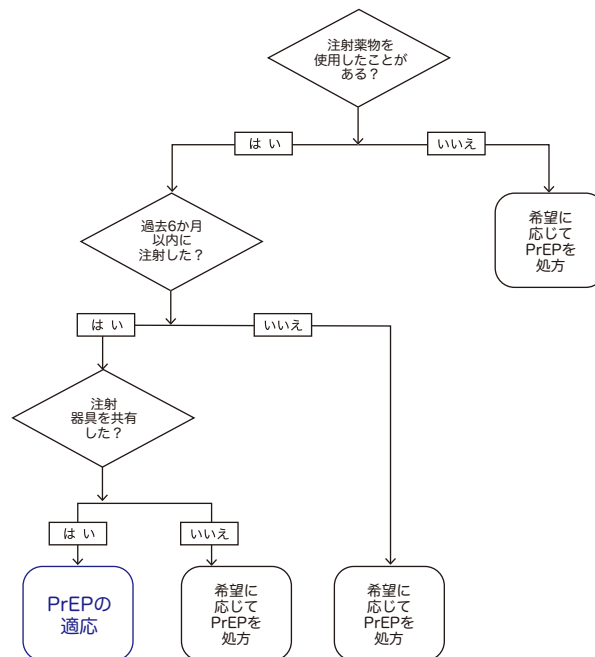 注射薬物を
使用したことが
ある？
は い
いいえ
過去6か月
以内に
注射した？
希望に
応じて
PrEPを
処方
は い
いいえ
注射
器具を共有
した？
は い
いいえ
PrEPの
適応
希望に
応じて
PrEPを
処方
希望に
応じて
PrEPを
処方